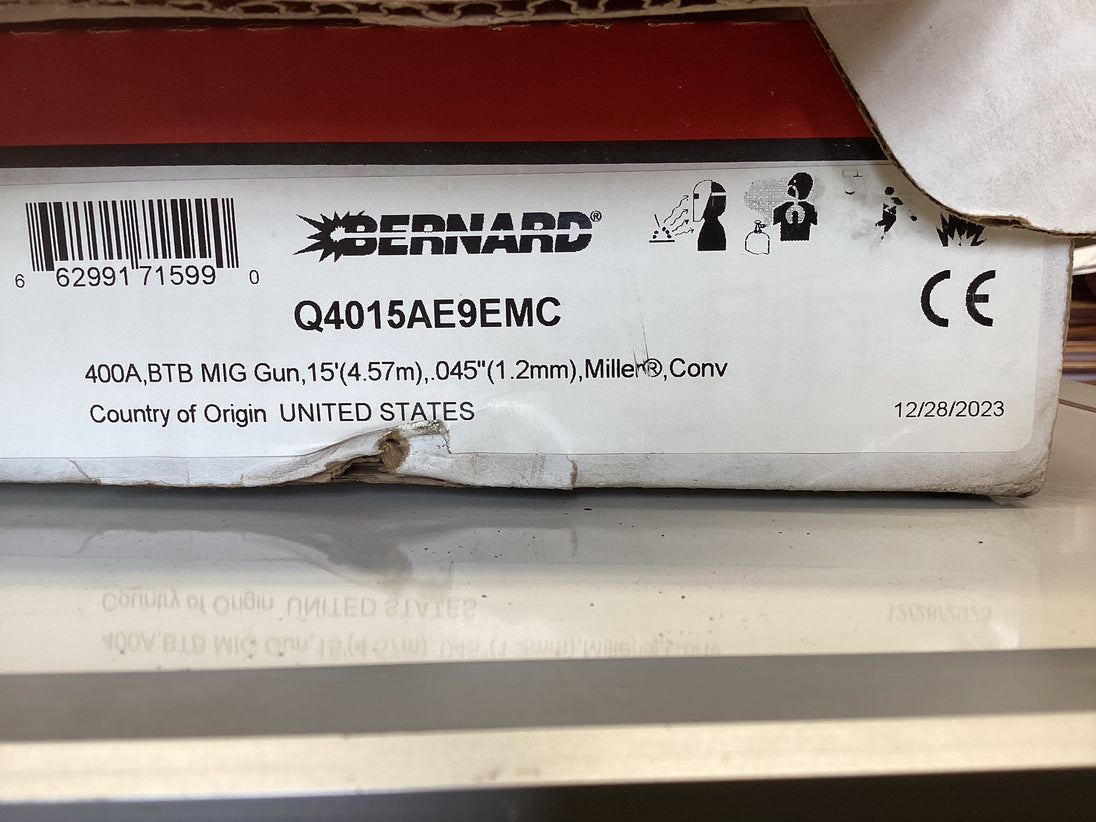 BERNARD®
6 62991 71599 0
Q4015AE9EMC
CE
400A,BTB MIG Gun,15'(4.57m),.045"(1.2mm),Miller®,Conv
Country of Origin UNITED STATES
12/28/2023